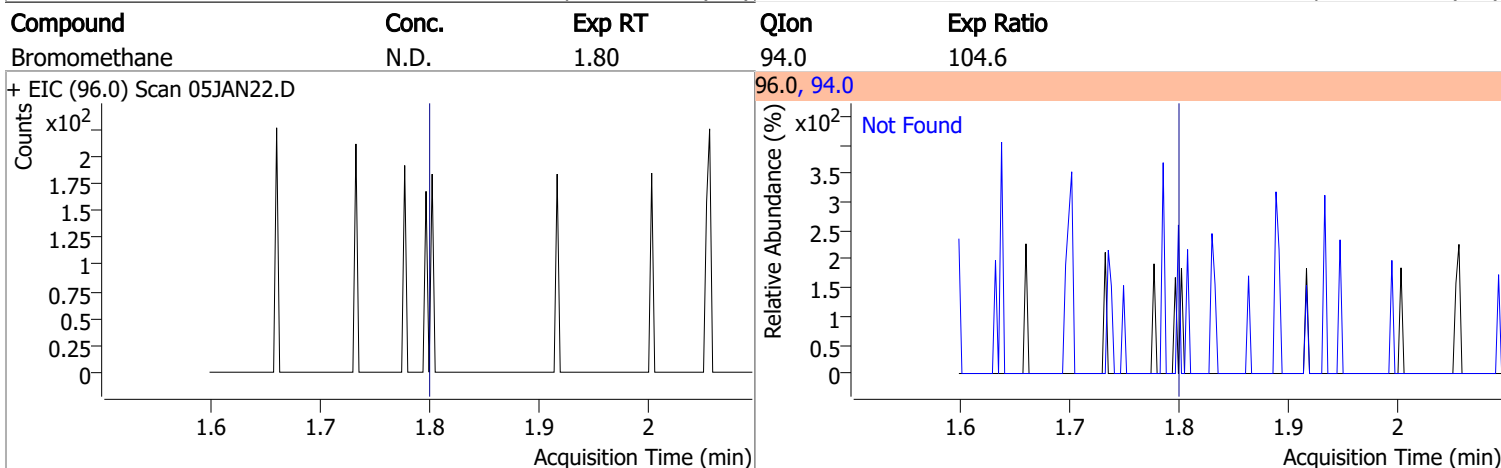 Compound Conc. Exp RT QIon Exp Ratio
Bromomethane N.D. 1.80 94.0 104.6
+ EIC (96.0) Scan 05JAN22.D
Counts
x10²
2
1.75
1.5
1.25
1
0.75
0.5
0.25
0
1.6 1.7 1.8 1.9 2
Acquisition Time (min)
96.0, 94.0
Relative Abundance (%)
x10²
Not Found
3.5
3
2.5
2
1.5
1
0.5
0
1.6 1.7 1.8 1.9 2
Acquisition Time (min)